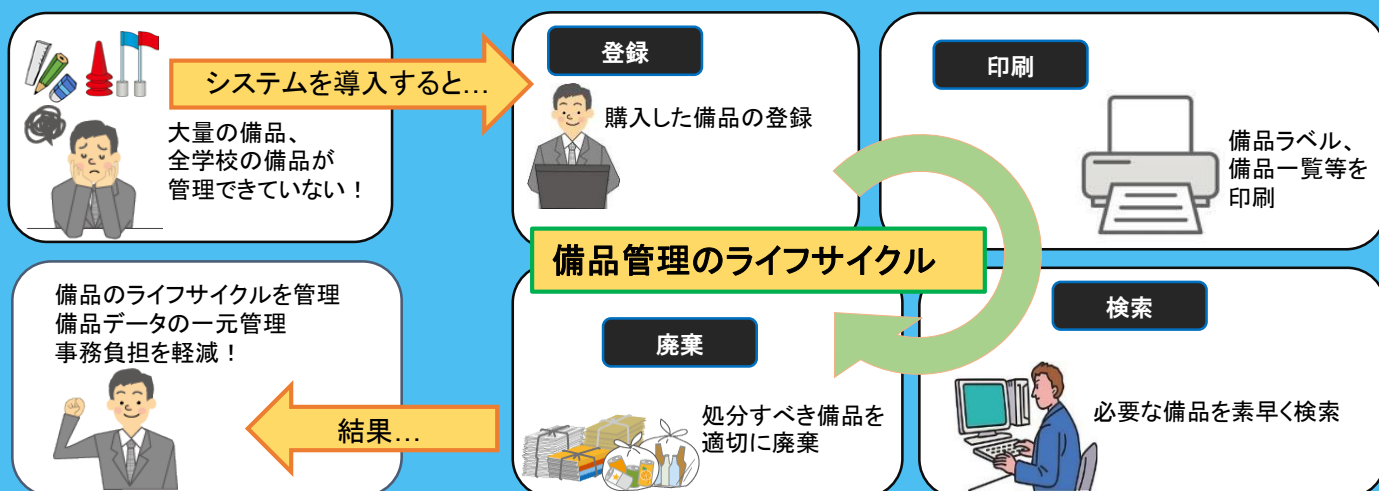 システムを導入すると…
大量の備品、
全学校の備品が
管理できていない！
登録
購入した備品の登録
印刷
備品ラベル、
備品一覧等を
印刷
備品管理のライフサイクル
検索
必要な備品を素早く検索
廃棄
処分すべき備品を
適切に廃棄
結果…
備品のライフサイクルを管理
備品データの一元管理
事務負担を軽減！